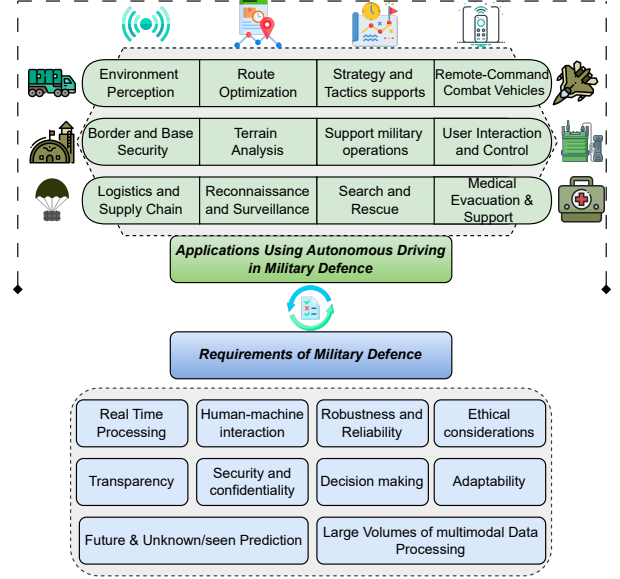 Environment
Perception
Route
Optimization
Strategy and
Tactics supports
Remote-Command
Combat Vehicles
Border and Base
Security
Terrain
Analysis
Support military
operations
User Interaction
and Control
Logistics and
Supply Chain
Reconnaissance
and Surveillance
Search and
Rescue
Medical
Evacuation &
Support
Applications Using Autonomous Driving
in Military Defence
Requirements of Military Defence
Real Time
Processing
Human-machine
interaction
Robustness and
Reliability
Ethical
considerations
Transparency
Security and
confidentiality
Decision making
Adaptability
Future & Unknown/seen Prediction
Large Volumes of multimodal Data
Processing